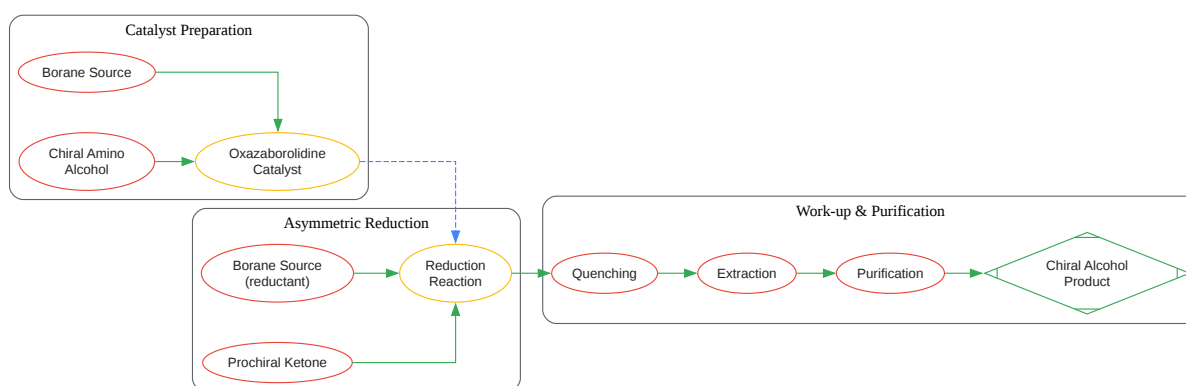 Catalyst Preparation
Borane Source
Chiral Amino
Alcohol
Oxazaborolidine
Catalyst
Asymmetric Reduction
Borane Source
(reductant)
Reduction
Reaction
Prochiral Ketone
Work-up & Purification
Quenching
Extraction
Purification
Chiral Alcohol
Product